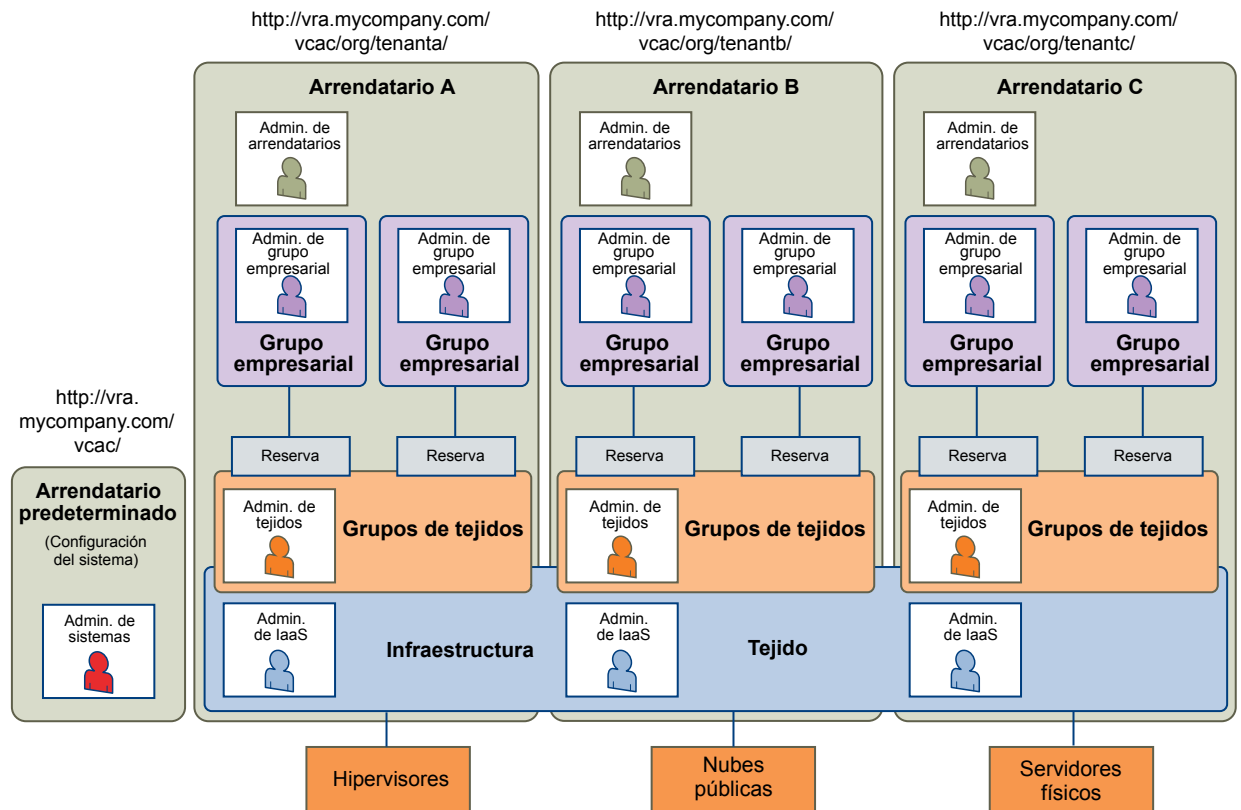 http://vra.mycompany.com/
vcac/org/tenanta/
http://vra.mycompany.com/
vcac/org/tenantb/
http://vra.mycompany.com/
vcac/org/tenantc/
Arrendatario A
Arrendatario B
Arrendatario C
Admin. de
arrendatarios
Admin. de
arrendatarios
Admin. de
arrendatarios
Admin. de
grupo
empresarial
Grupo
empresarial
Admin. de
grupo
empresarial
Grupo
empresarial
Admin. de
grupo
empresarial
Grupo
empresarial
Admin. de
grupo
empresarial
Grupo
empresarial
Admin. de
grupo
empresarial
Grupo
empresarial
Admin. de
grupo
empresarial
Grupo
empresarial
http://vra.
mycompany.com/
vcac/
Reserva
Reserva
Reserva
Reserva
Reserva
Reserva
Arrendatario
predeterminado
(Configuración
del sistema)
Admin. de
sistemas
Admin. de
tejidos
Grupos de tejidos
Admin. de
tejidos
Grupos de tejidos
Admin. de
tejidos
Grupos de tejidos
Admin.
de IaaS
Infraestructura
Admin.
de IaaS
Tejido
Admin.
de IaaS
Hipervisores
Nubes
públicas
Servidores
físicos